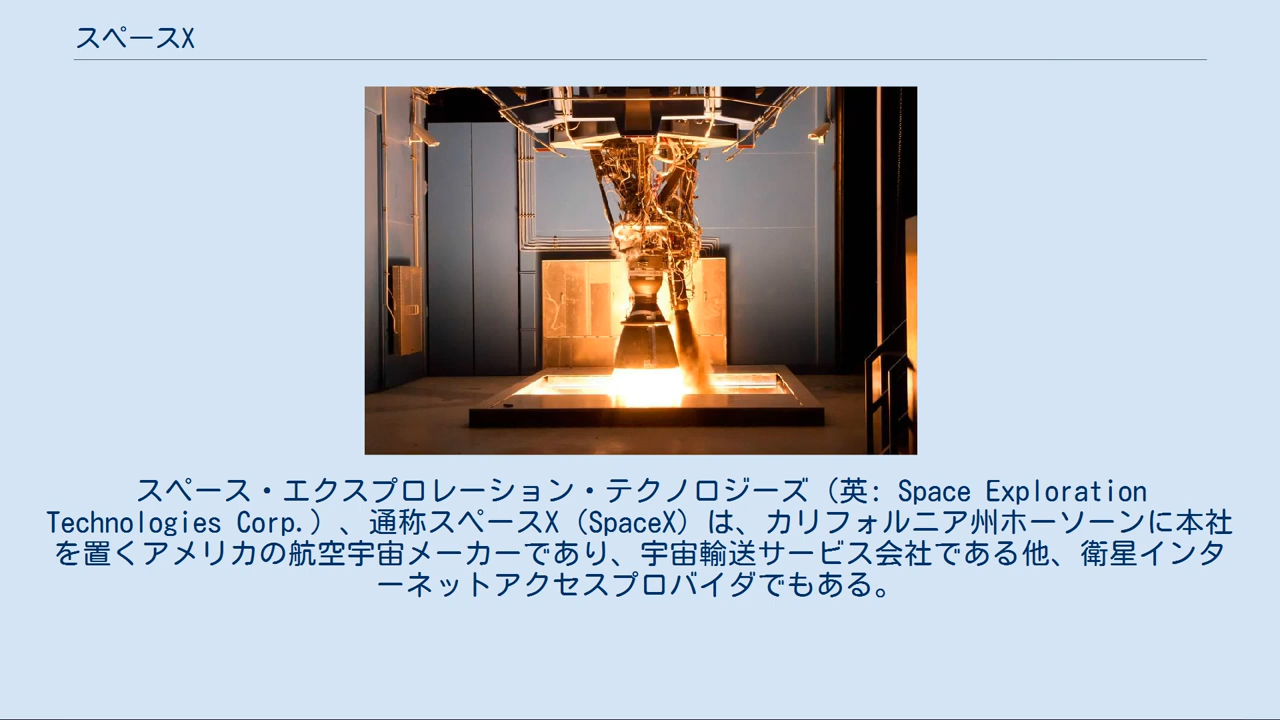 スペースX
スペース・エクスプロレーション・テクノロジーズ（英: Space Exploration
Technologies Corp.）、通称スペースX（SpaceX）は、カリフォルニア州ホーソーンに本社
を置くアメリカの航空宇宙メーカーであり、宇宙輸送サービス会社である他、衛星インタ
ーネットアクセスプロバイダでもある。